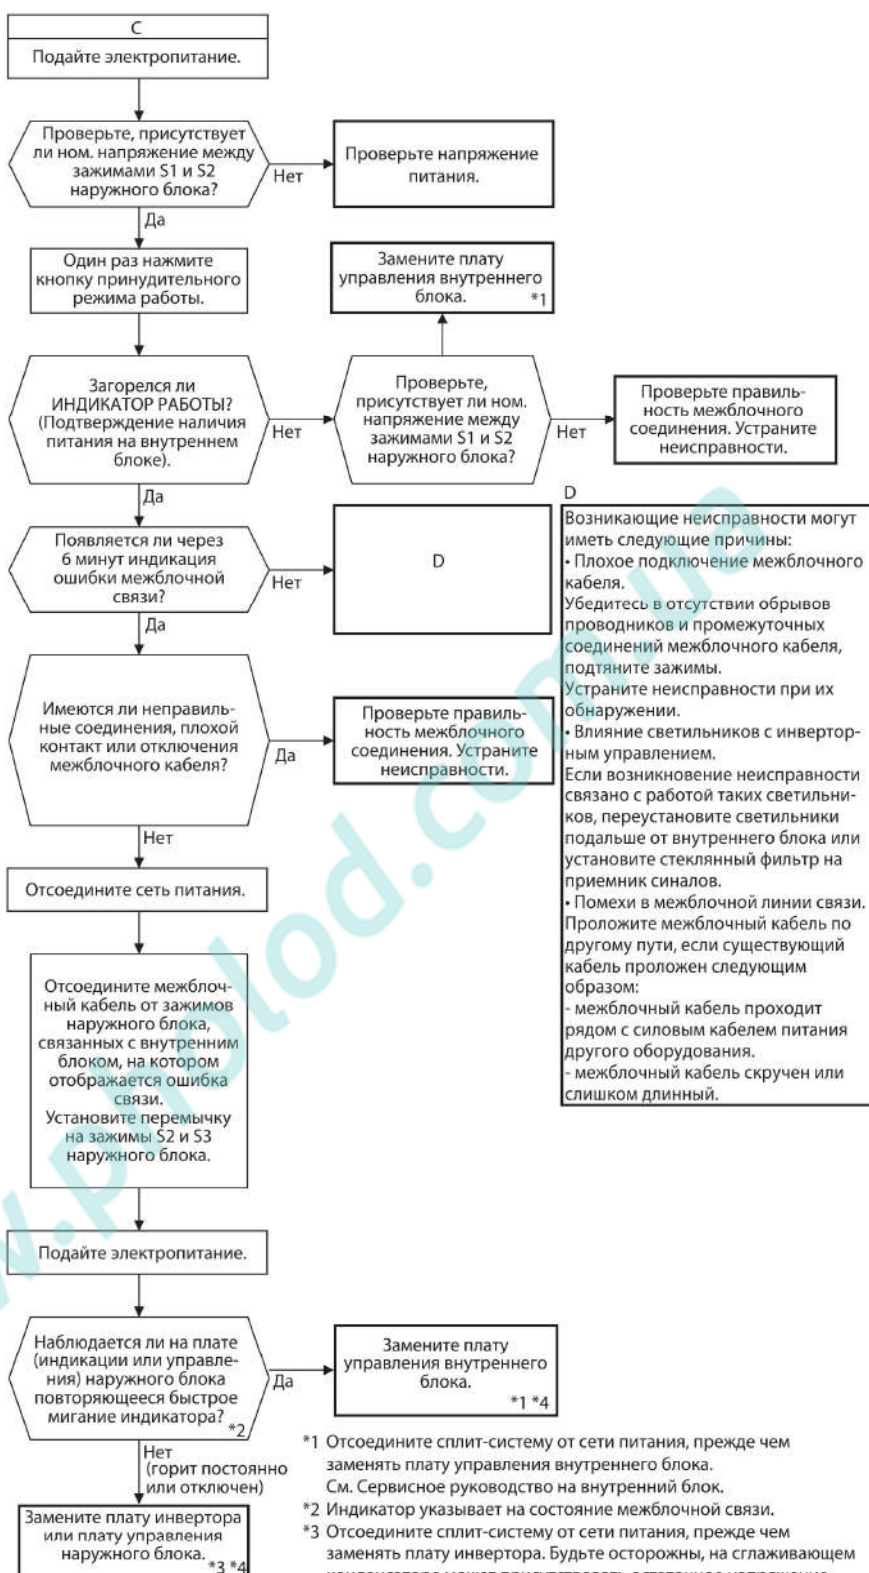 C
Подайте электропитание.
Проверьте, присутствует
ли ном. напряжение между
зажимами S1 и S2
наружного блока?
Нет
Проверьте напряжение
питания.
Да
Один раз нажмите
кнопку принудительного
режима работы.
Замените плату
управления внутреннего
блока.
*1
Загорелся ли
ИНДИКАТОР РАБОТЫ?
(Подтверждение наличия
питания на внутреннем
блоке).
Нет
Проверьте,
присутствует ли ном.
напряжение между
зажимами S1 и S2
наружного блока?
Нет
Проверьте правиль-
ность межблочного
соединения. Устраните
неисправности.
Да
Появляется ли через
6 минут индикация
ошибки межблочной
связи?
Нет
D
Да
Имеются ли неправиль-
ные соединения, плохой
контакт или отключения
межблочного кабеля?
Да
Проверьте правиль-
ность межблочного
соединения. Устраните
неисправности.
D
Возникающие неисправности могут
иметь следующие причины:
• Плохое подключение межблочного
кабеля.
Убедитесь в отсутствии обрывов
проводников и промежуточных
соединений межблочного кабеля,
подтяните зажимы.
Устраните неисправности при их
обнаружении.
• Влияние светильников с инвертор-
ным управлением.
Если возникновение неисправности
связано с работой таких светильни-
ков, переустановите светильники
подальше от внутреннего блока или
установите стеклянный фильтр на
приемник синалов.
• Помехи в межблочной линии связи.
Проложите межблочный кабель по
другому пути, если существующий
кабель проложен следующим
образом:
- межблочный кабель проходит
рядом с силовым кабелем питания
другого оборудования.
- межблочный кабель скручен или
слишком длинный.
Нет
Отсоедините сеть питания.
Отсоедините межблоч-
ный кабель от зажимов
наружного блока,
связанных с внутренним
блоком, на котором
отображается ошибка
связи.
Установите перемычку
на зажимы S2 и S3
наружного блока.
Подайте электропитание.
Наблюдается ли на плате
(индикации или управле-
ния) наружного блока
повторяющееся быстрое
мигание индикатора?
*2
Да
Замените плату
управления внутреннего
блока.
*1 *4
Нет
(горит постоянно
или отключен)
Замените плату инвертора
или плату управления
наружного блока.
*3 *4
*1 Отсоедините сплит-систему от сети питания, прежде чем
заменять плату управления внутреннего блока.
См. Сервисное руководство на внутренний блок.
*2 Индикатор указывает на состояние межблочной связи.
*3 Отсоедините сплит-систему от сети питания, прежде чем
заменять плату инвертора. Будьте осторожны, на сглаживающем
.pholod.com.ua